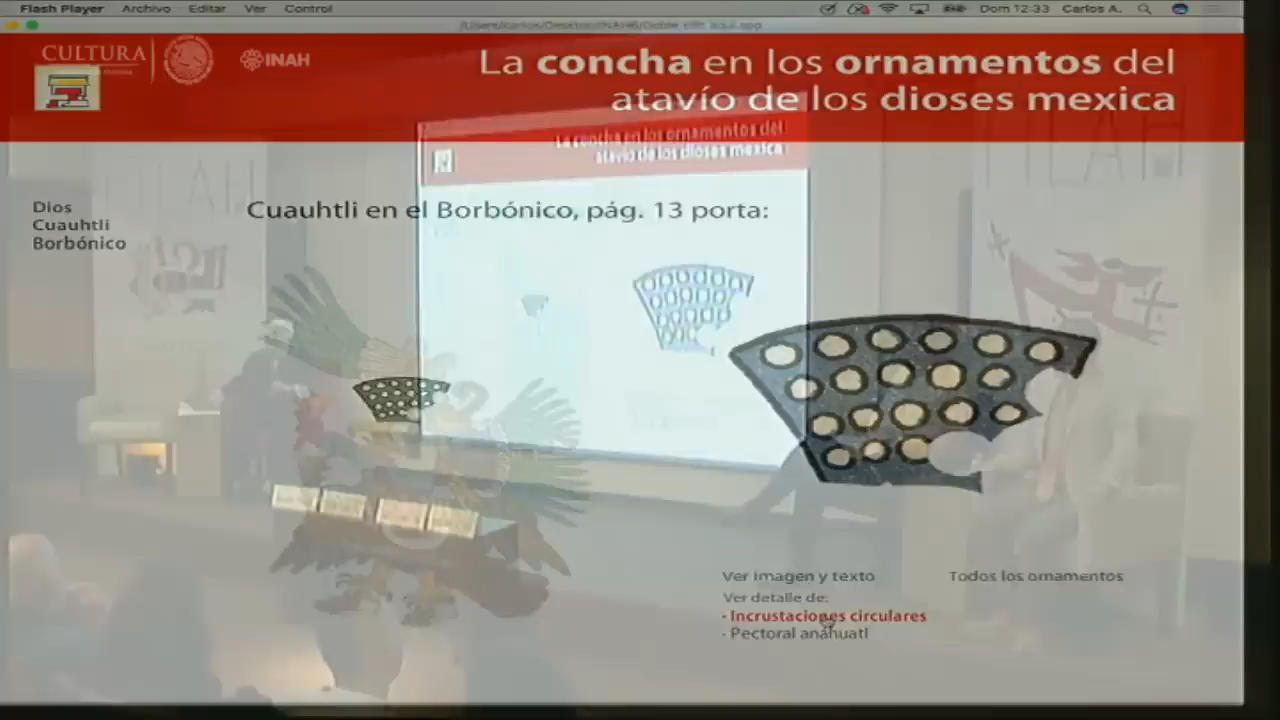 Flash Player Archivo Editar Ver Control Dom 12:33 Carlos A.
CULTURA
INAH
La concha en los ornamentos del
atavío de los dioses mexica
La concha en los ornamentos del
atavío de los dioses mexica
Dios
Cuauhtli
Borbónico
Cuauhtli en el Borbónico, pág. 13 porta:
Ver imagen y texto
Todos los ornamentos
Ver detalle de:
- Incrustaciones circulares
- Pectoral anáhuatl